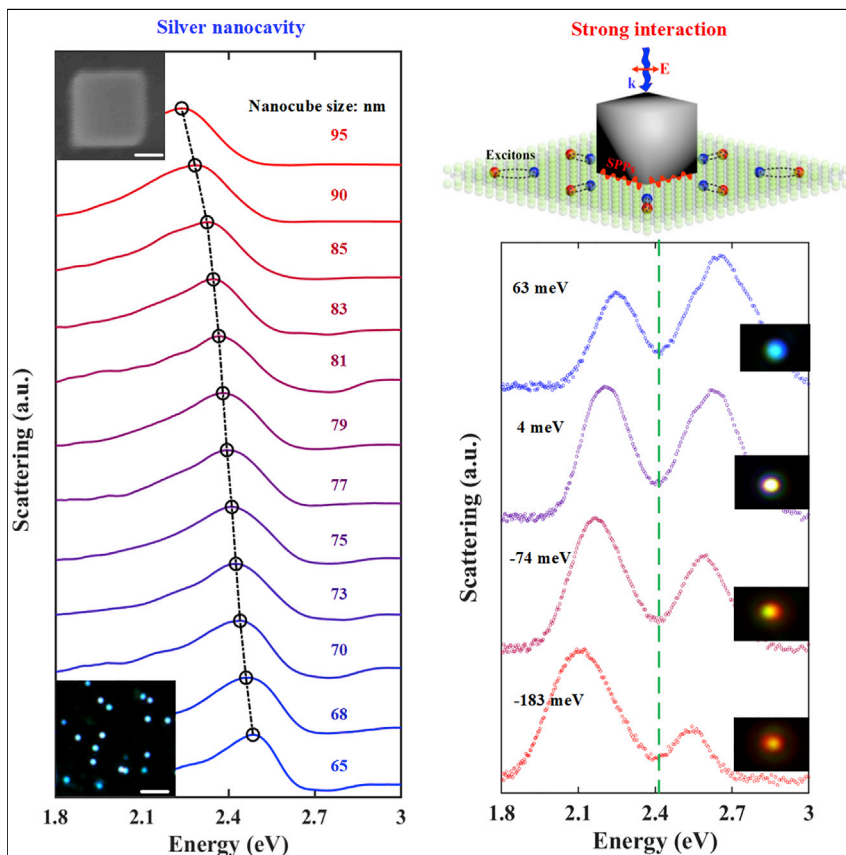 Silver nanocavity
Nanocube size: nm
95
90
85
83
81
79
77
75
73
70
68
65
Scattering (a.u.)
1.8 2.1 2.4 2.7 3
Energy (eV)
Strong interaction
E
k
SPPs
Excitons
63 meV
4 meV
-74 meV
-183 meV
Scattering (a.u.)
1.8 2.1 2.4 2.7 3
Energy (eV)